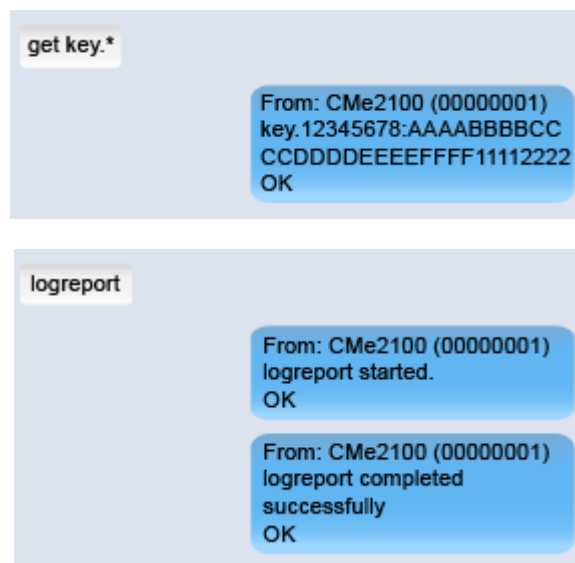 get key.*
From: CMe2100 (00000001)
key.12345678:AAAABBBBCC
CCDDDDEEEEFFFF11112222
OK
logreport
From: CMe2100 (00000001)
logreport started.
OK
From: CMe2100 (00000001)
logreport completed
successfully
OK